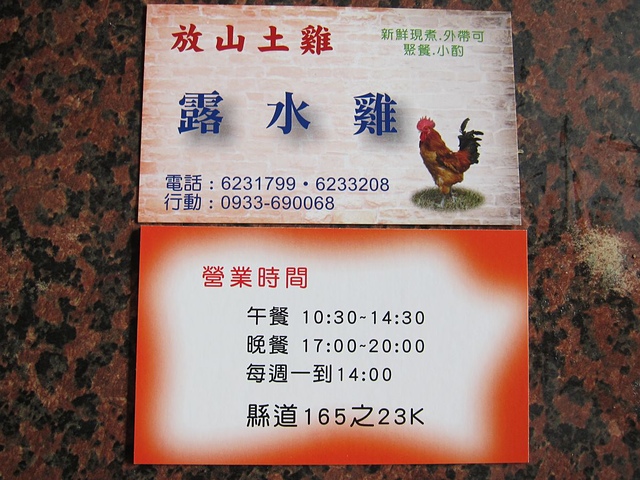 放山土雞
新鮮現煮.外帶可
聚餐.小酌
露水雞
電話：6231799・6233208
行動：0933-690068
營業時間
午餐 10:30~14:30
晚餐 17:00~20:00
每週一到14:00
縣道165之23K